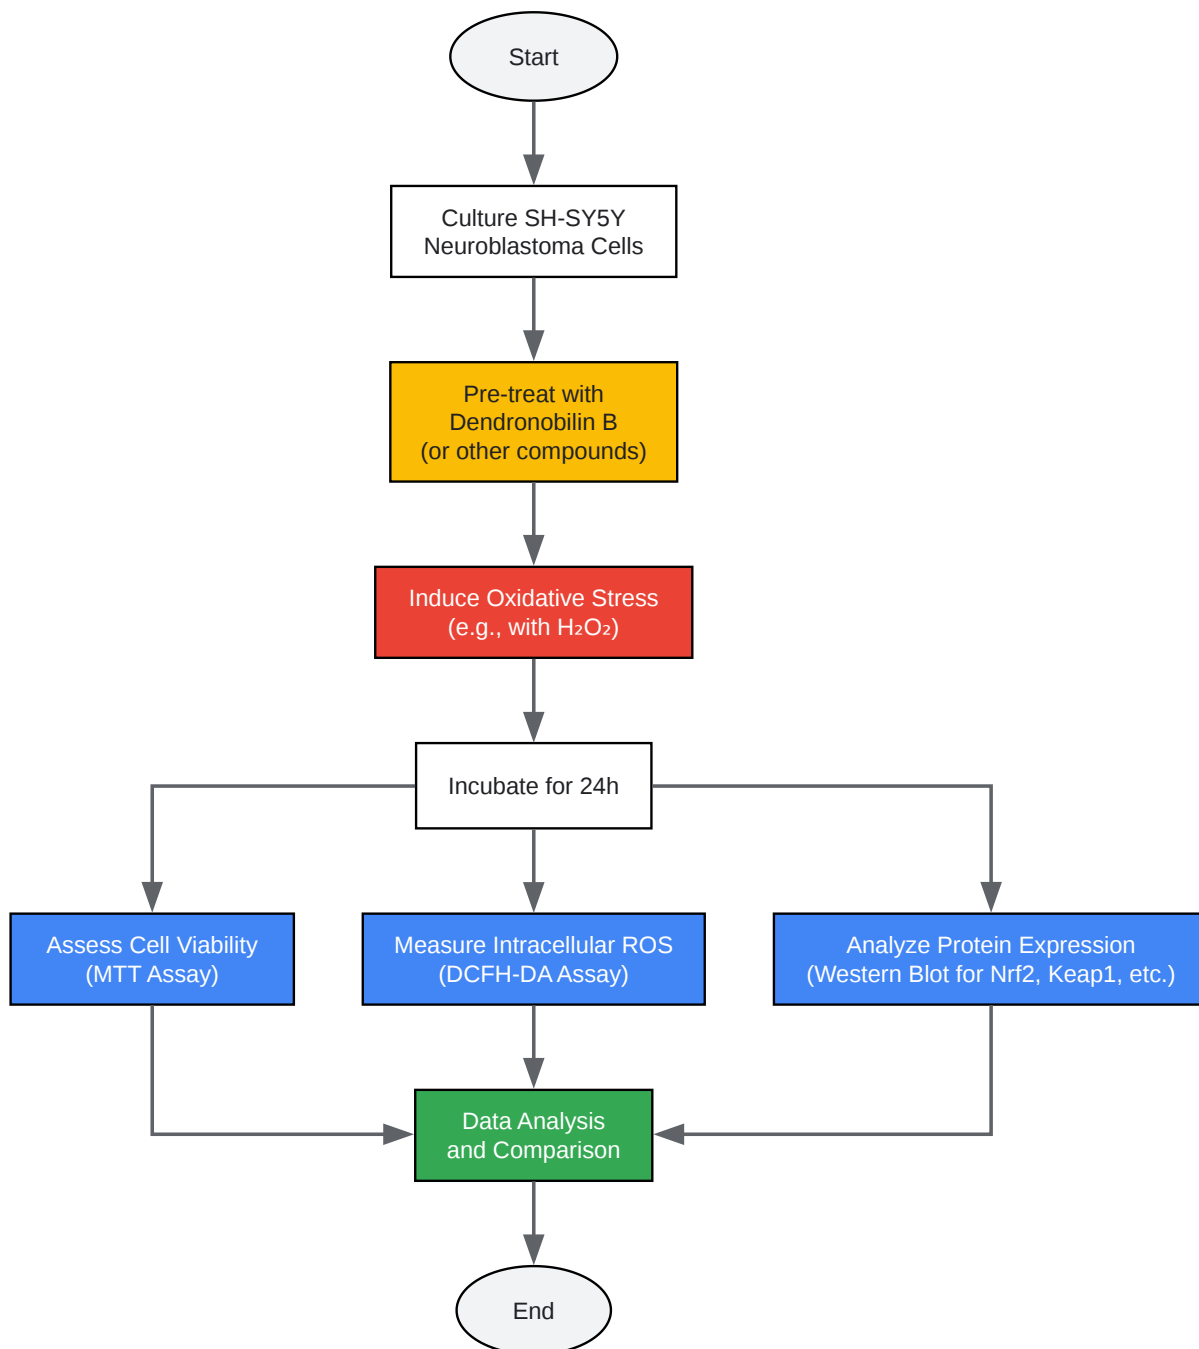 Start
Culture SH-SY5Y
Neuroblastoma Cells
Pre-treat with
Dendronobilin B
(or other compounds)
Induce Oxidative Stress
(e.g., with H₂O₂)
Incubate for 24h
Assess Cell Viability
(MTT Assay)
Measure Intracellular ROS
(DCFH-DA Assay)
Analyze Protein Expression
(Western Blot for Nrf2, Keap1, etc.)
Data Analysis
and Comparison
End